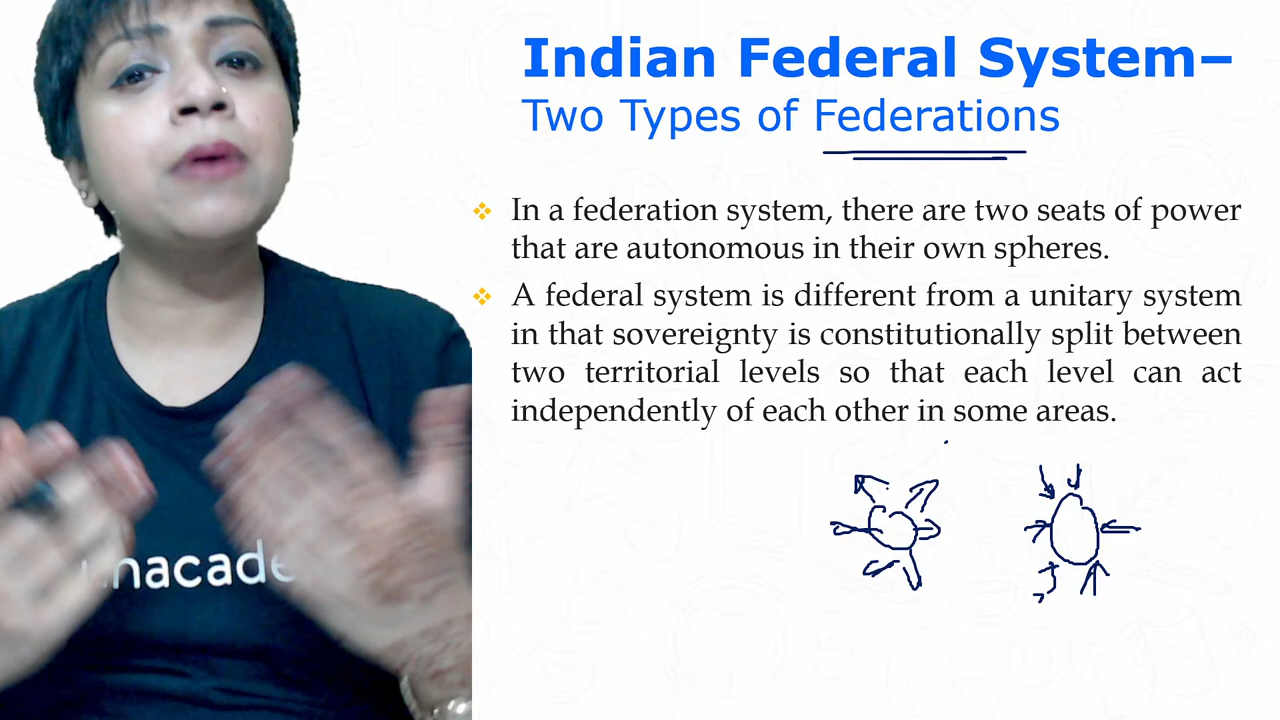 Indian Federal System–
Two Types of Federations
❖ In a federation system, there are two seats of power
that are autonomous in their own spheres.
❖ A federal system is different from a unitary system
in that sovereignty is constitutionally split between
two territorial levels so that each level can act
independently of each other in some areas.
unacade